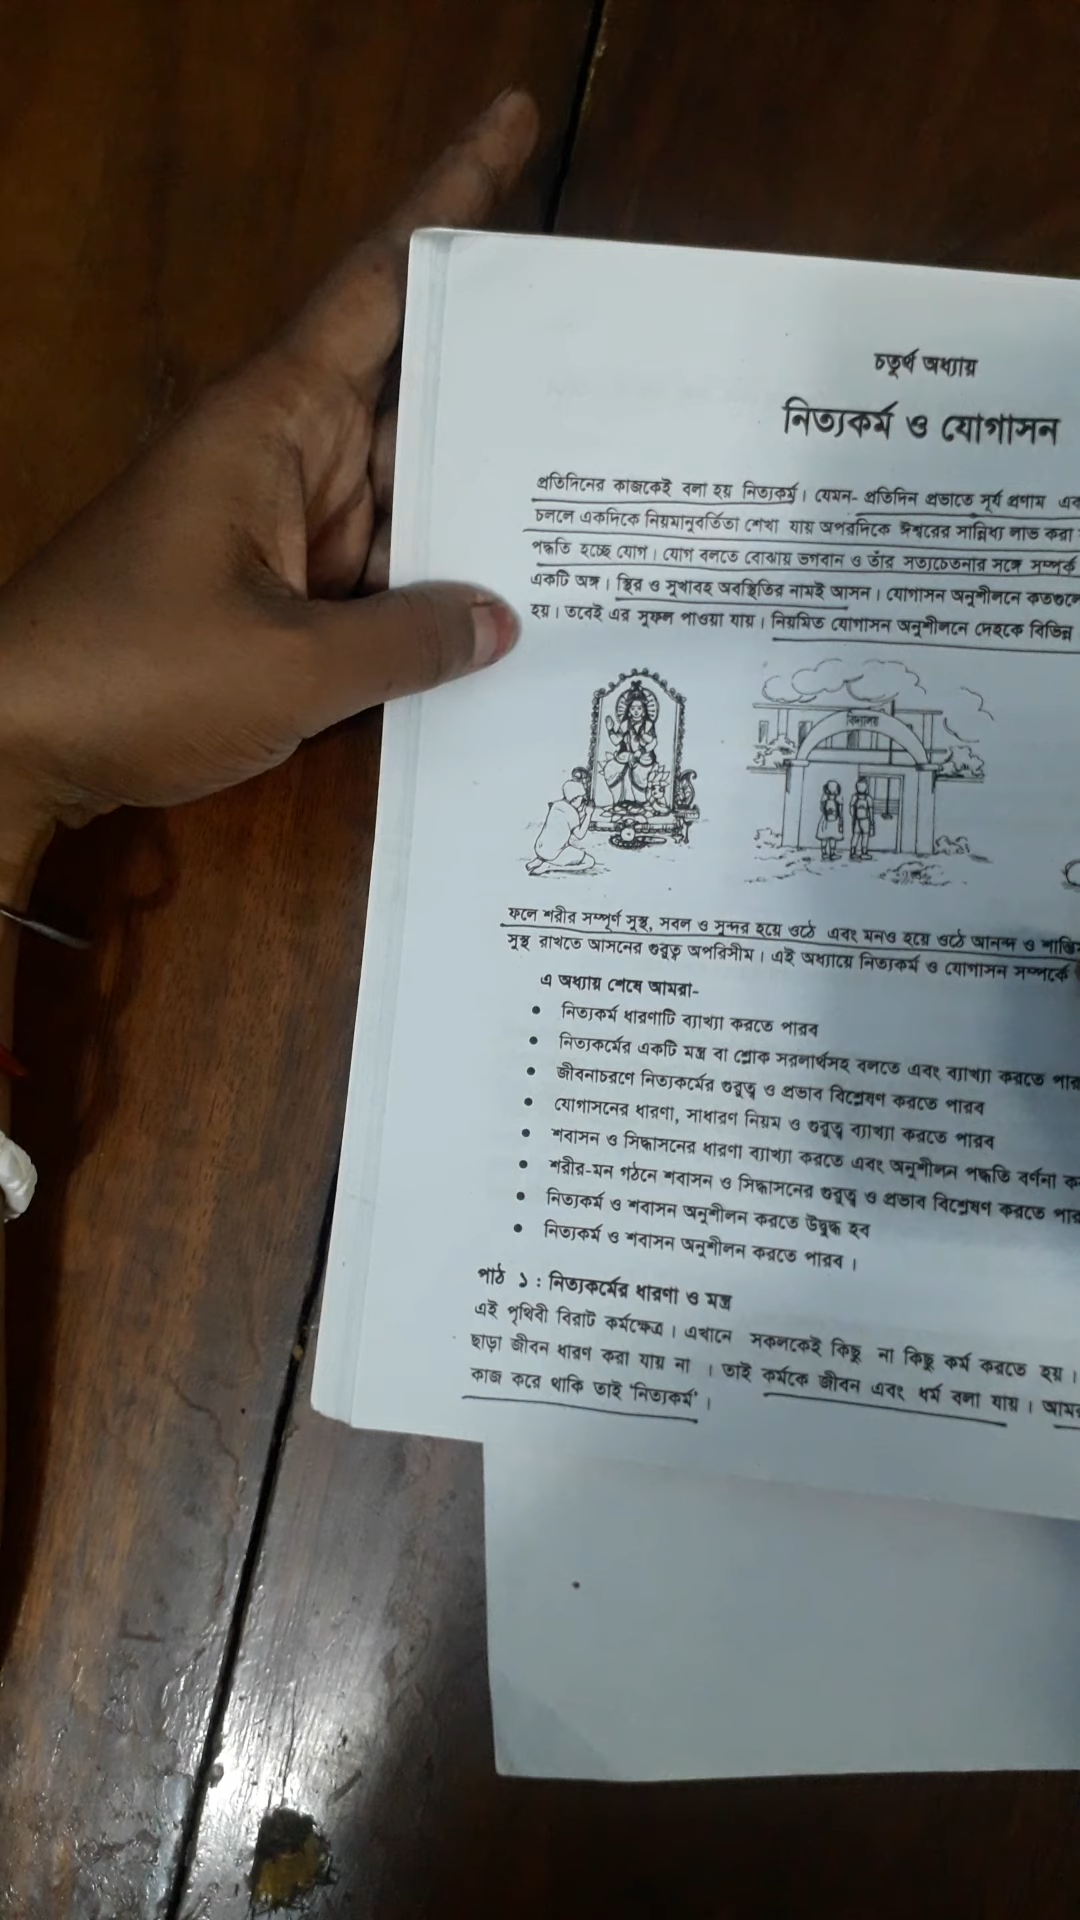 চতুর্থ অধ্যায়
নিত্যকর্ম ও যোগাসন
প্রতিদিনের কাজকেই বলা হয় নিত্যকর্ম। যেমন- প্রতিদিন প্রভাতে সূর্য প্রণাম
চললে একদিকে নিয়মানুবর্তিতা শেখা যায় অপরদিকে ঈশ্বরের সান্নিধ্য লাভ করা
পদ্ধতি হচ্ছে যোগ। যোগ বলতে বোঝায় ভগবান ও তাঁর সত্যচেতনার সঙ্গে সম্পর্ক
একটি অঙ্গ। স্থির ও সুখাবহ অবস্থিতির নামই আসন। যোগাসন অনুশীলনে
হয়। তবেই এর সুফল পাওয়া যায়। নিয়মিত যোগাসন অনুশীলনে দেহকে বিভিন্ন
বিদ্যালয়
ফলে শরীর সম্পূর্ণ সুস্থ, সবল ও সুন্দর হয়ে ওঠে এবং মনও হয়ে ওঠে আনন্দ ও
সুস্থ রাখতে আসনের গুরুত্ব অপরিসীম। এই অধ্যায়ে নিত্যকর্ম ও যোগাসন সম্পর্কে
এ অধ্যায় শেষে আমরা-
• নিত্যকর্ম ধারণাটি ব্যাখ্যা করতে পারব
• নিত্যকর্মের একটি মন্ত্র বা শ্লোক সরলার্থসহ বলতে এবং ব্যাখ্যা করতে
• জীবনাচরণে নিত্যকর্মের গুরুত্ব ও প্রভাব বিশ্লেষণ করতে পারব
• যোগাসনের ধারণা, সাধারণ নিয়ম ও গুরুত্ব ব্যাখ্যা করতে পারব
• শবাসন ও সিদ্ধাসনের ধারণা ব্যাখ্যা করতে এবং অনুশীলন পদ্ধতি বর্ণনা
• শরীর-মন গঠনে শবাসন ও সিদ্ধাসনের গুরুত্ব ও প্রভাব বিশ্লেষণ করতে
• নিত্যকর্ম ও শবাসন অনুশীলন করতে উদ্বুদ্ধ হব
• নিত্যকর্ম ও শবাসন অনুশীলন করতে পারব।
পাঠ ১ : নিত্যকর্মের ধারণা ও মন্ত্র
এই পৃথিবী বিরাট কর্মক্ষেত্র। এখানে সকলকেই কিছু না কিছু কর্ম করতে হয়।
ছাড়া জীবন ধারণ করা যায় না । তাই কর্মকে জীবন এবং ধর্ম বলা যায়।
কাজ করে থাকি তাই 'নিত্যকর্ম'।